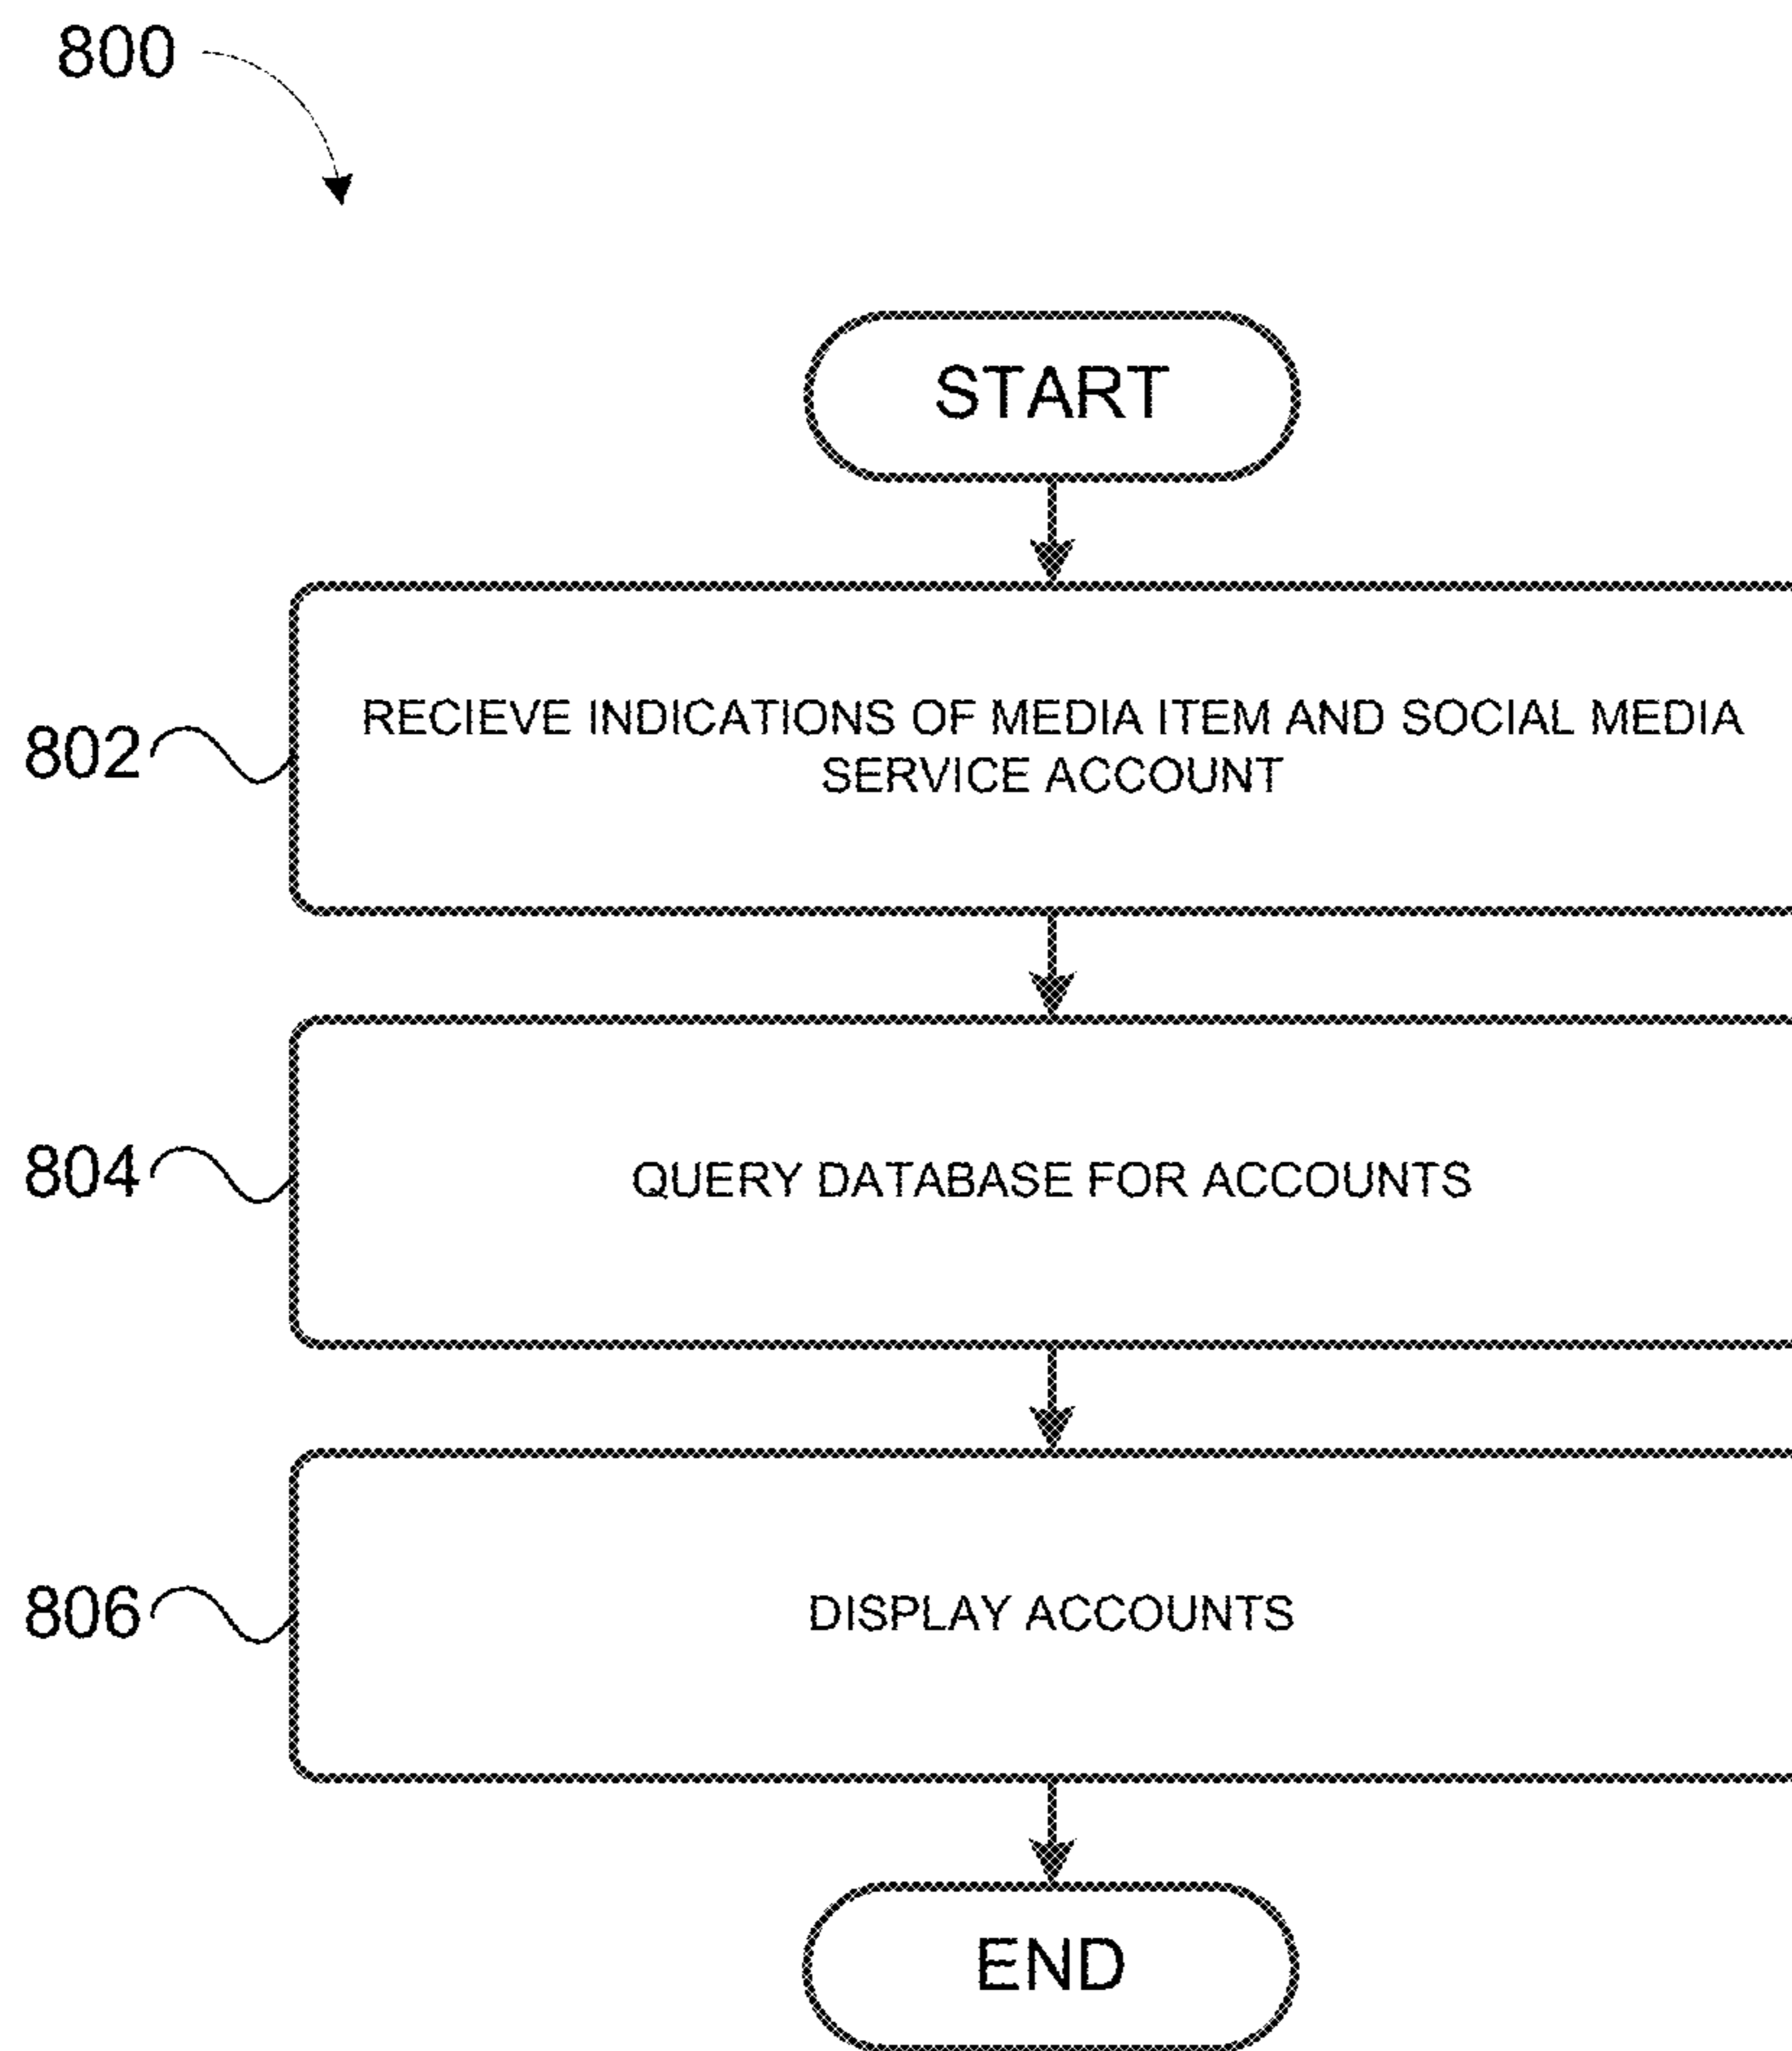 800
START
802
RECIEVE INDICATIONS OF MEDIA ITEM AND SOCIAL MEDIA
SERVICE ACCOUNT
804
QUERY DATABASE FOR ACCOUNTS
806
DISPLAY ACCOUNTS
END